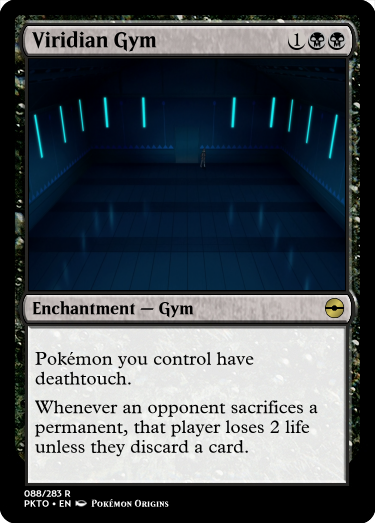 Viridian Gym 1
Enchantment — Gym
Pokémon you control have
deathtouch.
Whenever an opponent sacrifices a
permanent, that player loses 2 life
unless they discard a card.
088/283 R
PKTO • EN Pokémon Origins